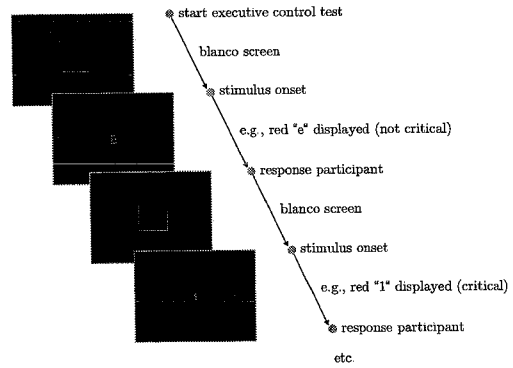 start executive control test
blanco screen
stimulus onset
e.g., red "e" displayed (not critical)
response participant
blanco screen
stimulus onset
e.g., red "1" displayed (critical)
response participant
etc.